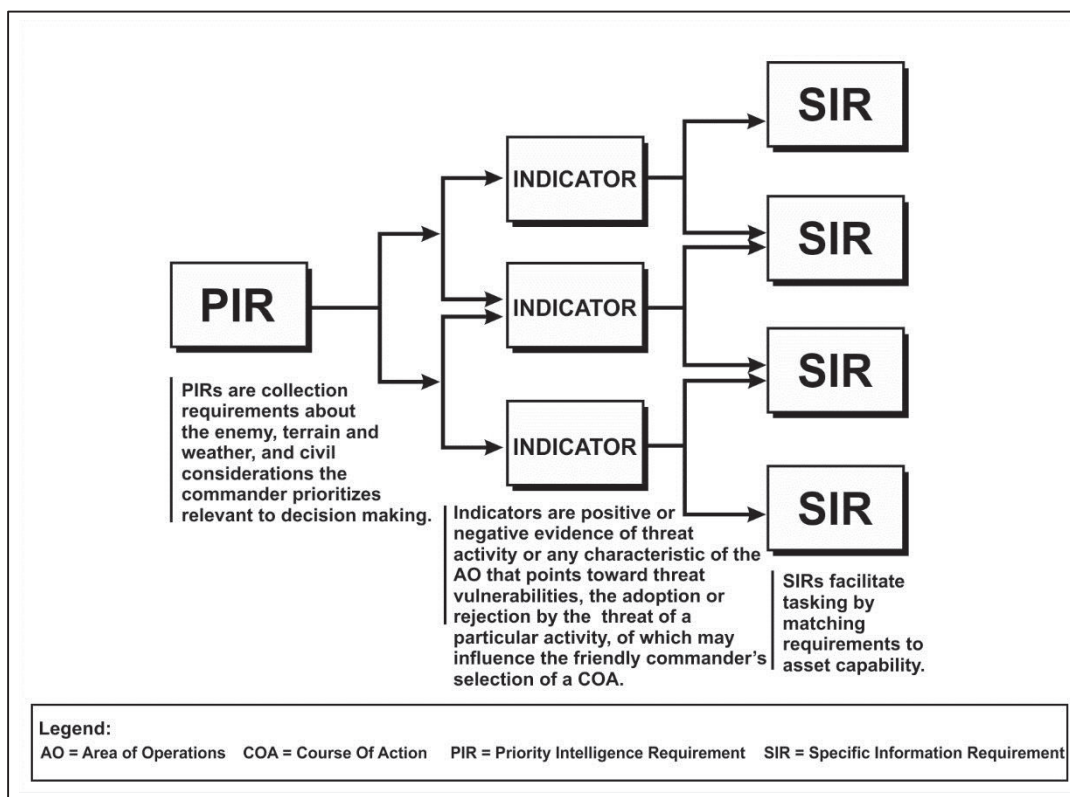 SIR
INDICATOR
SIR
PIR
INDICATOR
SIR
INDICATOR
SIR
PIRs are collection
requirements about
the enemy, terrain and
weather, and civil
considerations the
commander prioritizes
relevant to decision making.
Indicators are positive or
negative evidence of threat
activity or any characteristic of the
AO that points toward threat
vulnerabilities, the adoption or
rejection by the threat of a
particular activity, of which may
influence the friendly commander's
selection of a COA.
SIRs facilitate
tasking by
matching
requirements to
asset capability.
Legend:
AO = Area of Operations COA = Course Of Action PIR = Priority Intelligence Requirement SIR = Specific Information Requirement